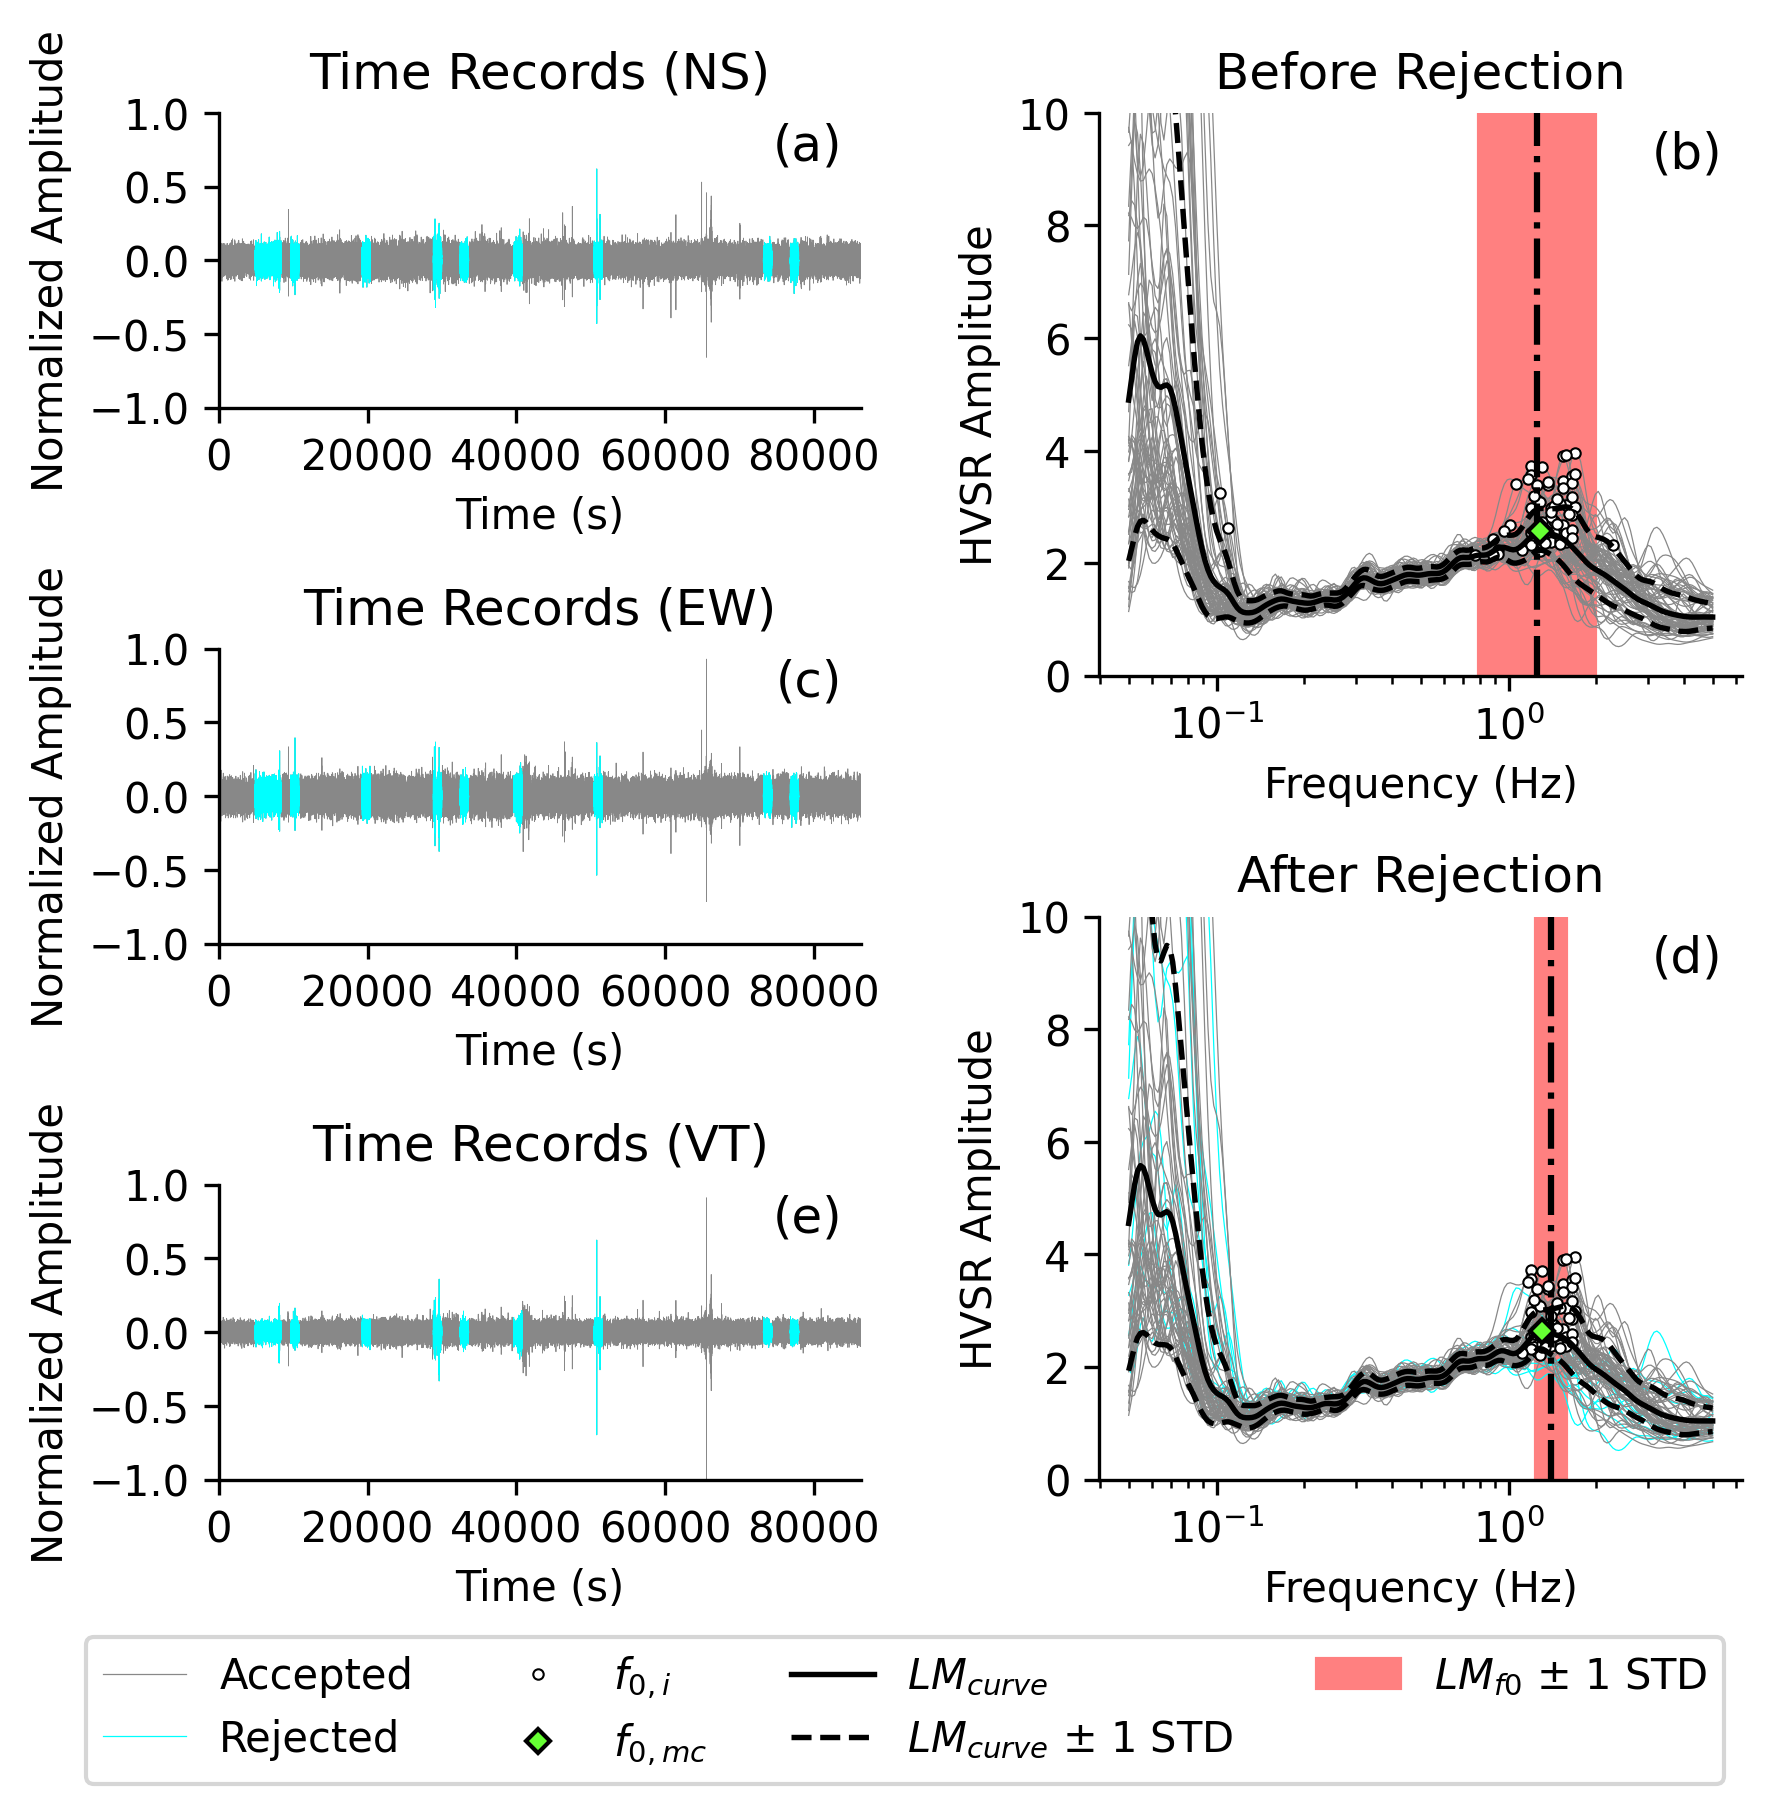 Time Records (NS)
Normalized Amplitude
1.0
0.5
0.0
−0.5
−1.0
(a)
0 20000 40000 60000 80000
Time (s)
Before Rejection
HVSR Amplitude
10
8
6
4
2
0
(b)
10⁻¹ 10⁰
Frequency (Hz)
Time Records (EW)
Normalized Amplitude
1.0
0.5
0.0
−0.5
−1.0
(c)
0 20000 40000 60000 80000
Time (s)
After Rejection
HVSR Amplitude
10
8
6
4
2
0
(d)
10⁻¹ 10⁰
Frequency (Hz)
Time Records (VT)
Normalized Amplitude
1.0
0.5
0.0
−0.5
−1.0
(e)
0 20000 40000 60000 80000
Time (s)
Accepted
Rejected
f0,i
f0,mc
LMcurve
LMcurve ± 1 STD
LMf0 ± 1 STD